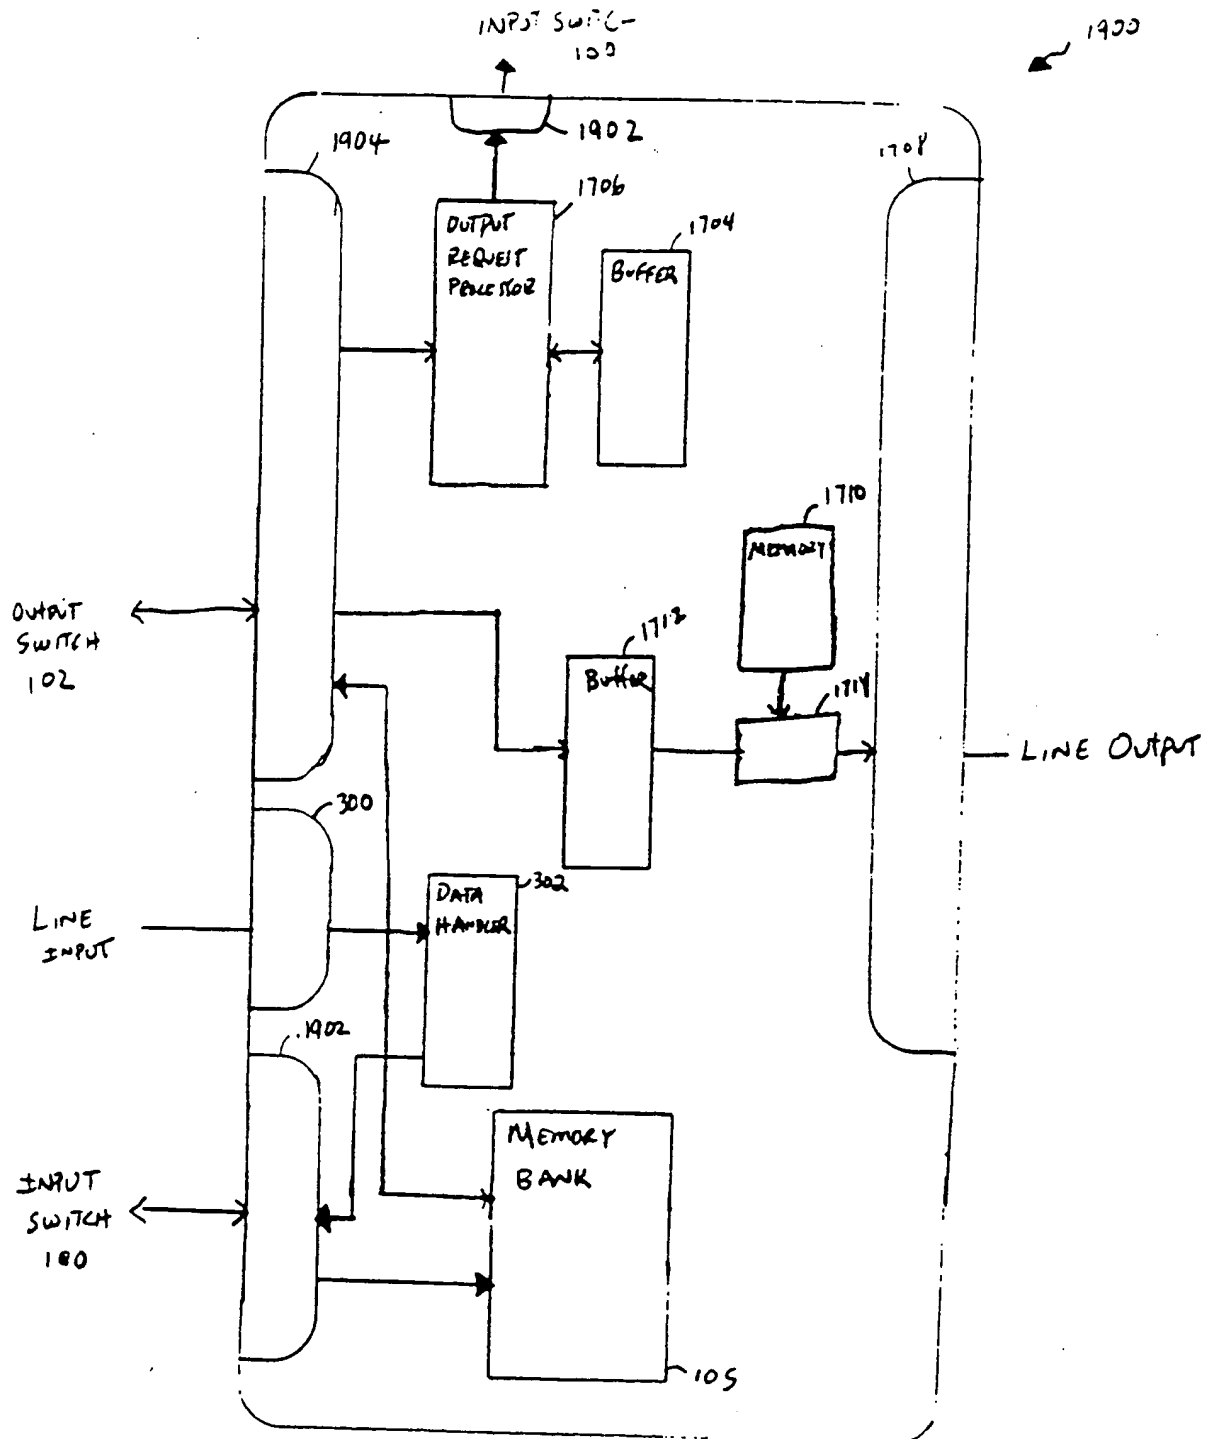 INPUT SWITC
100
1900
1902
1904
1706
1708
OUTPUT
REQUEST
PROCESSOR
1704
BUFFER
1710
MEMORY
OUTPUT
SWITCH
102
1712
Buffer
1714
LINE OUTPUT
300
302
DATA
HANDLER
LINE
INPUT
1902
MEMORY
BANK
INPUT
SWITCH
100
105